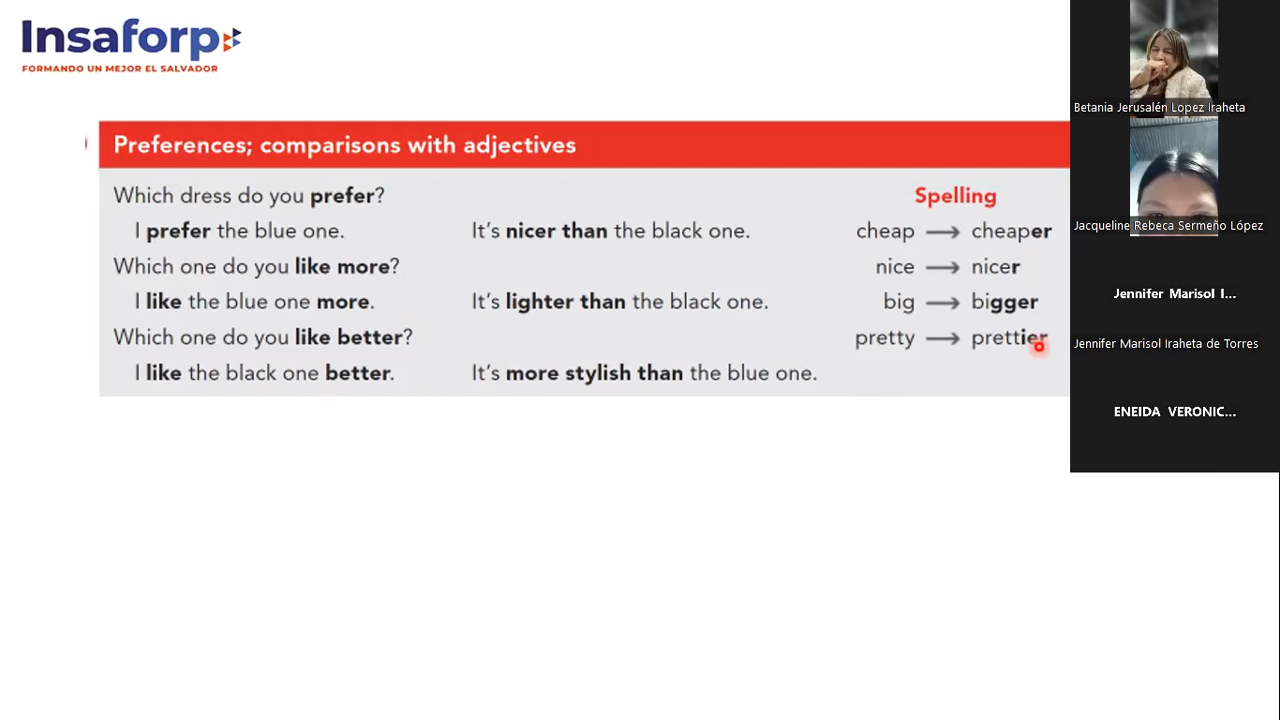 Insaforp
FORMANDO UN MEJOR EL SALVADOR
Preferences; comparisons with adjectives
Which dress do you prefer?
I prefer the blue one.
It's nicer than the black one.
Which one do you like more?
I like the blue one more.
It's lighter than the black one.
Which one do you like better?
I like the black one better.
It's more stylish than the blue one.
Spelling
cheap ⟶ cheaper
nice ⟶ nicer
big ⟶ bigger
pretty ⟶ prettier
Betania Jerusalén Lopez Iraheta
Jacqueline Rebeca Sermeño López
Jennifer Marisol I...
Jennifer Marisol Iraheta de Torres
ENEIDA VERONIC...